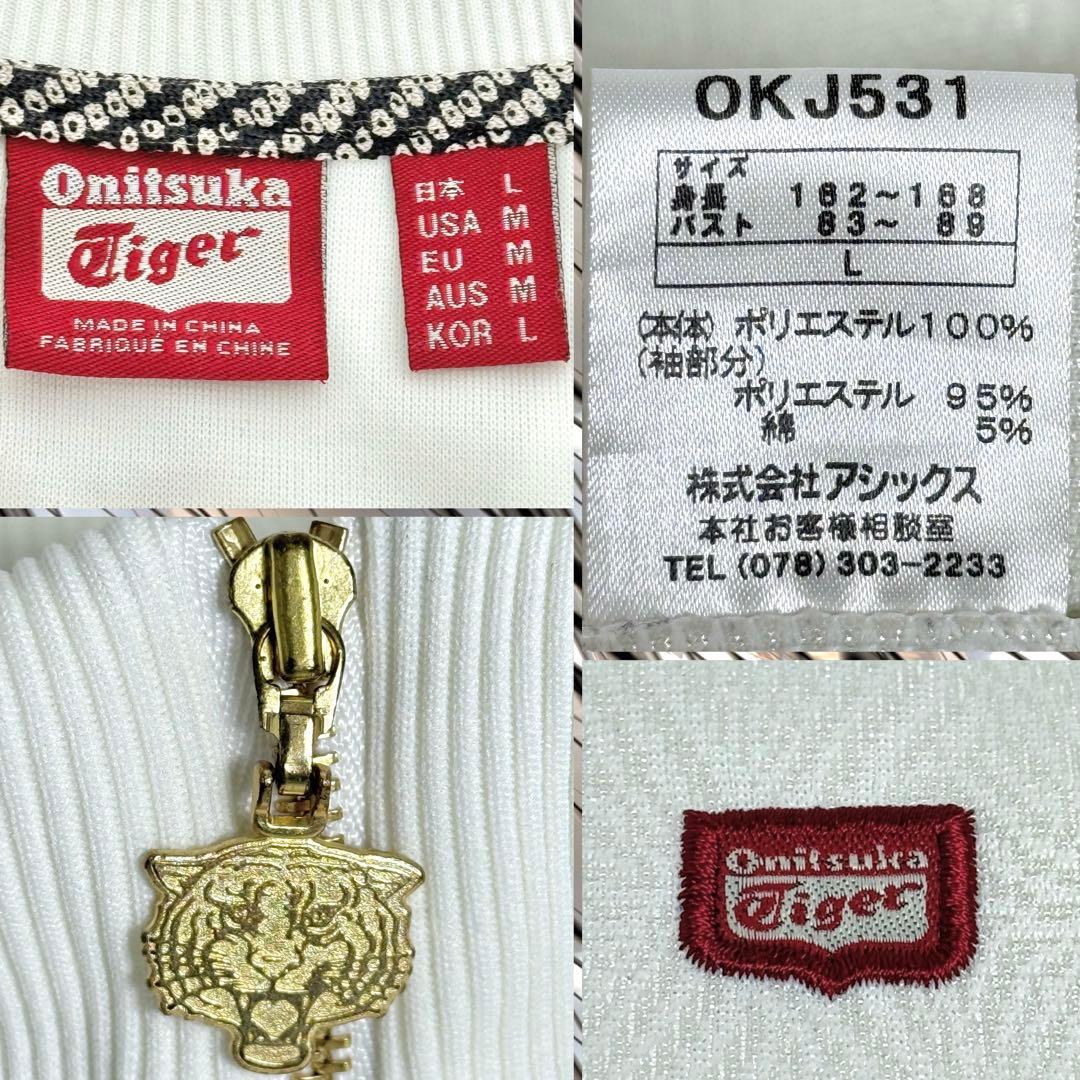 Onitsuka
Tiger
MADE IN CHINA
FABRIQUÉ EN CHINE
日本 L
USA M
EU M
AUS M
KOR L
OKJ531
サイズ
身長 162～168
バスト 83～ 89
L
(本体) ポリエステル100%
(袖部分)
ポリエステル 95%
綿 5%
株式会社アシックス
本社お客様相談室
TEL (078) 303-2233
Onitsuka
Tiger